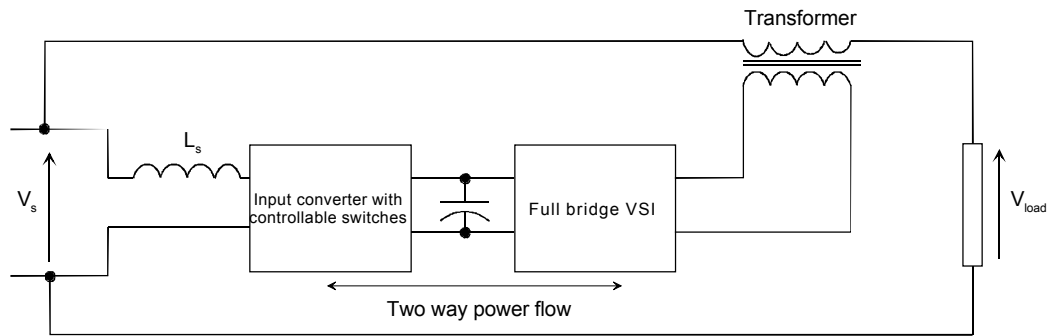 Transformer
L_s
V_s
Input converter with
controllable switches
Full bridge VSI
V_load
Two way power flow